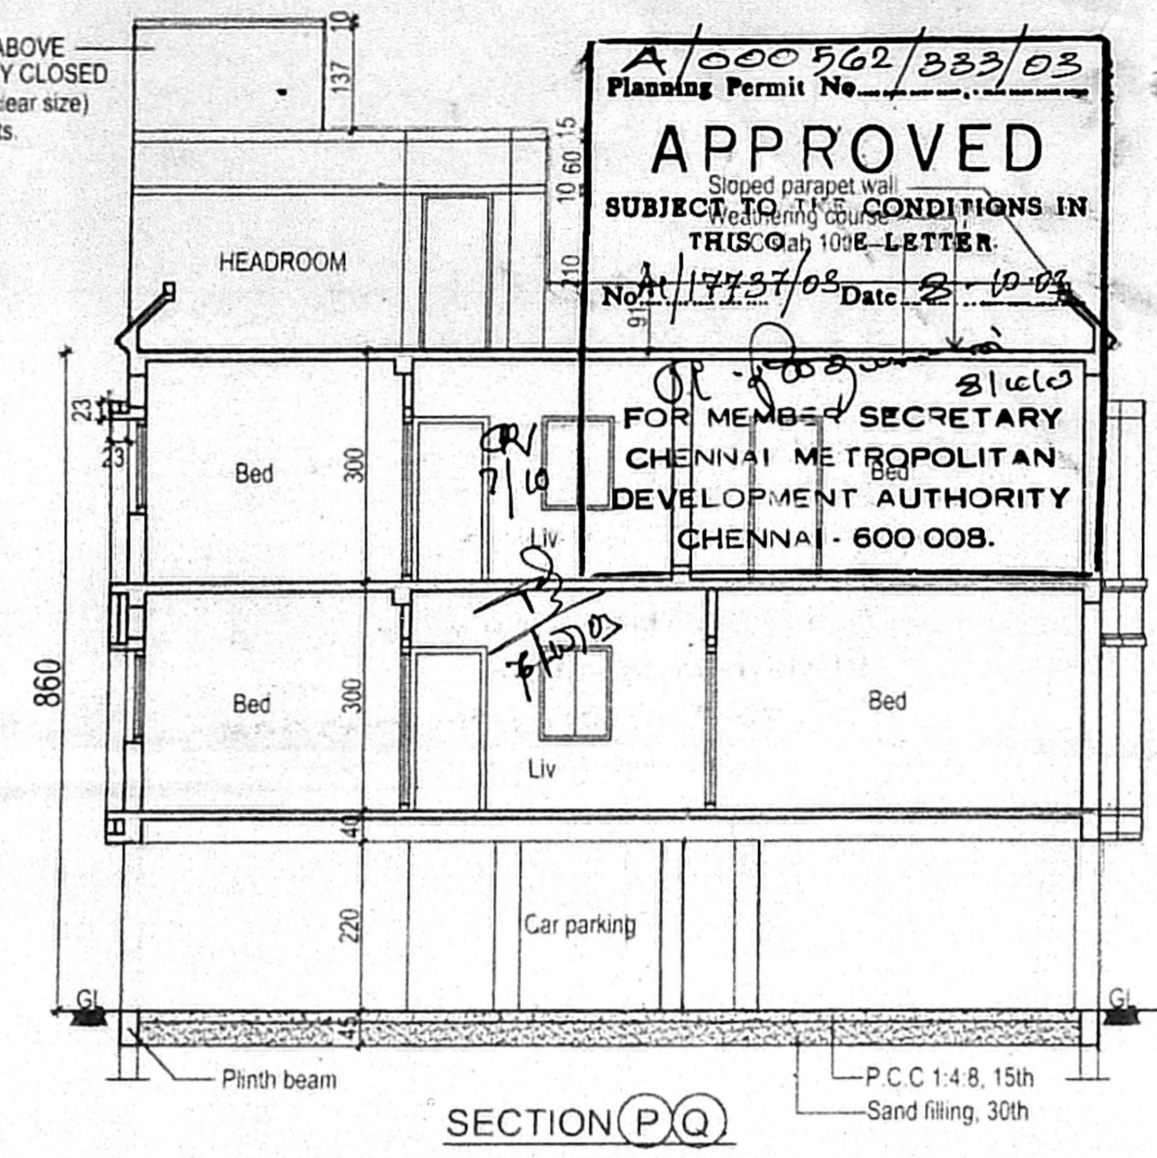 ABOVE
Y CLOSED
lear size)
ts.
10
137
A/000562/333/03
Planning Permit No
APPROVED
15
60
10
210
91
Sloped parapet wall
SUBJECT TO THE CONDITIONS IN
Weathering course
THIS E-LETTER
No. A1/17737/03 Date 8-10-03
HEADROOM
FOR MEMBER SECRETARY
CHENNAI METROPOLITAN
DEVELOPMENT AUTHORITY
CHENNAI - 600 008.
23
23
Bed
300
7/10
Liv
Bed
860
Bed
300
Liv
Bed
40
220
Car parking
GL
GL
45
Plinth beam
P.C.C 1:4:8, 15th
Sand filling, 30th
SECTION P Q